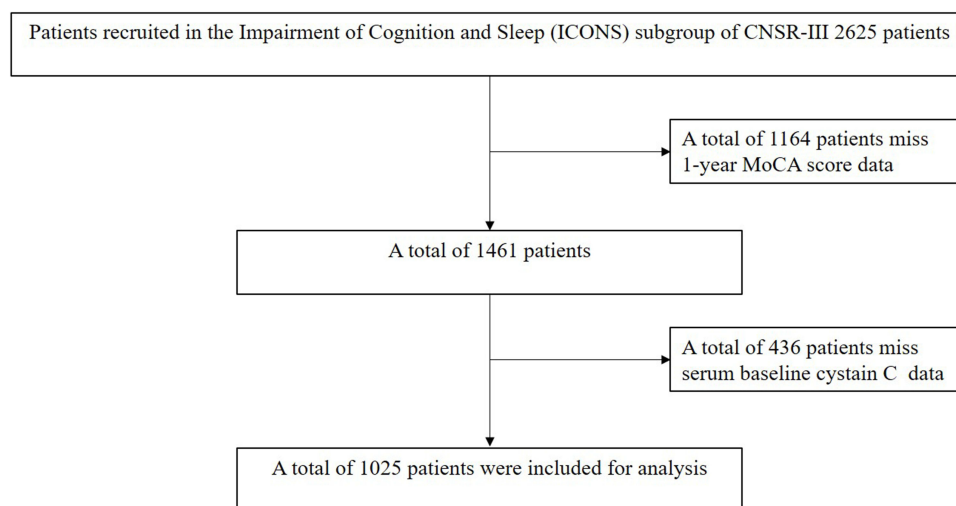 Patients recruited in the Impairment of Cognition and Sleep (ICONS) subgroup of CNSR-III 2625 patients
A total of 1164 patients miss
1-year MoCA score data
A total of 1461 patients
A total of 436 patients miss
serum baseline cystain C  data
A total of 1025 patients were included for analysis